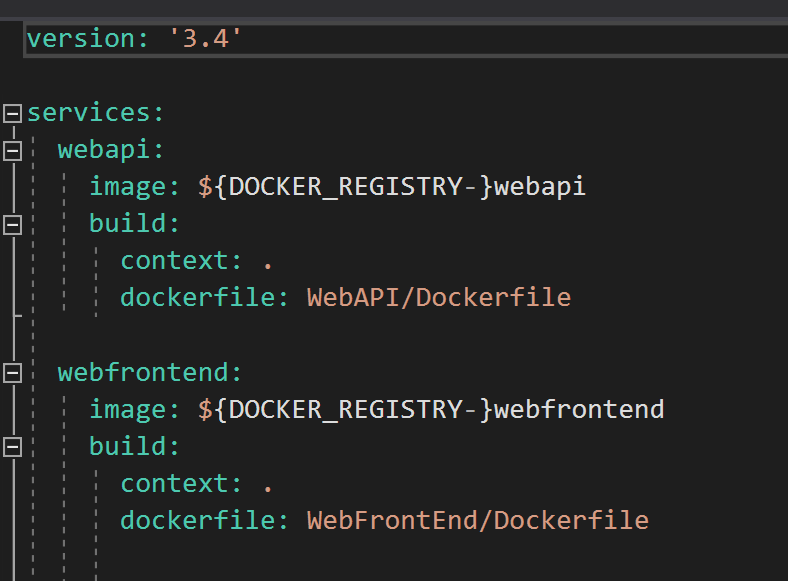 version: '3.4'
services:
  webapi:
    image: ${DOCKER_REGISTRY-}webapi
    build:
      context: .
      dockerfile: WebAPI/Dockerfile
  webfrontend:
    image: ${DOCKER_REGISTRY-}webfrontend
    build:
      context: .
      dockerfile: WebFrontEnd/Dockerfile